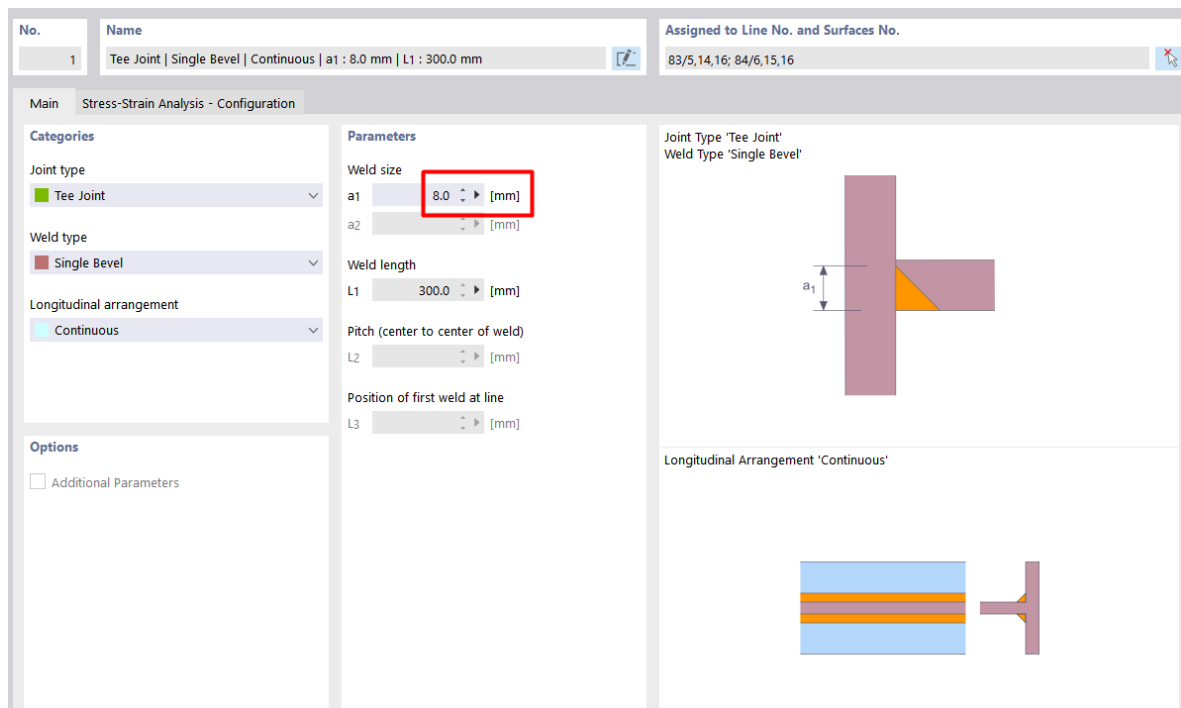 No.
1
Name
Tee Joint | Single Bevel | Continuous | a1 : 8.0 mm | L1 : 300.0 mm
Assigned to Line No. and Surfaces No.
83/5,14,16; 84/6,15,16
Main
Stress-Strain Analysis - Configuration
Categories
Joint type
Tee Joint
Weld type
Single Bevel
Longitudinal arrangement
Continuous
Options
Additional Parameters
Parameters
Weld size
a1 8.0 [mm]
a2 [mm]
Weld length
L1 300.0 [mm]
Pitch (center to center of weld)
L2 [mm]
Position of first weld at line
L3 [mm]
Joint Type 'Tee Joint'
Weld Type 'Single Bevel'
a1
Longitudinal Arrangement 'Continuous'